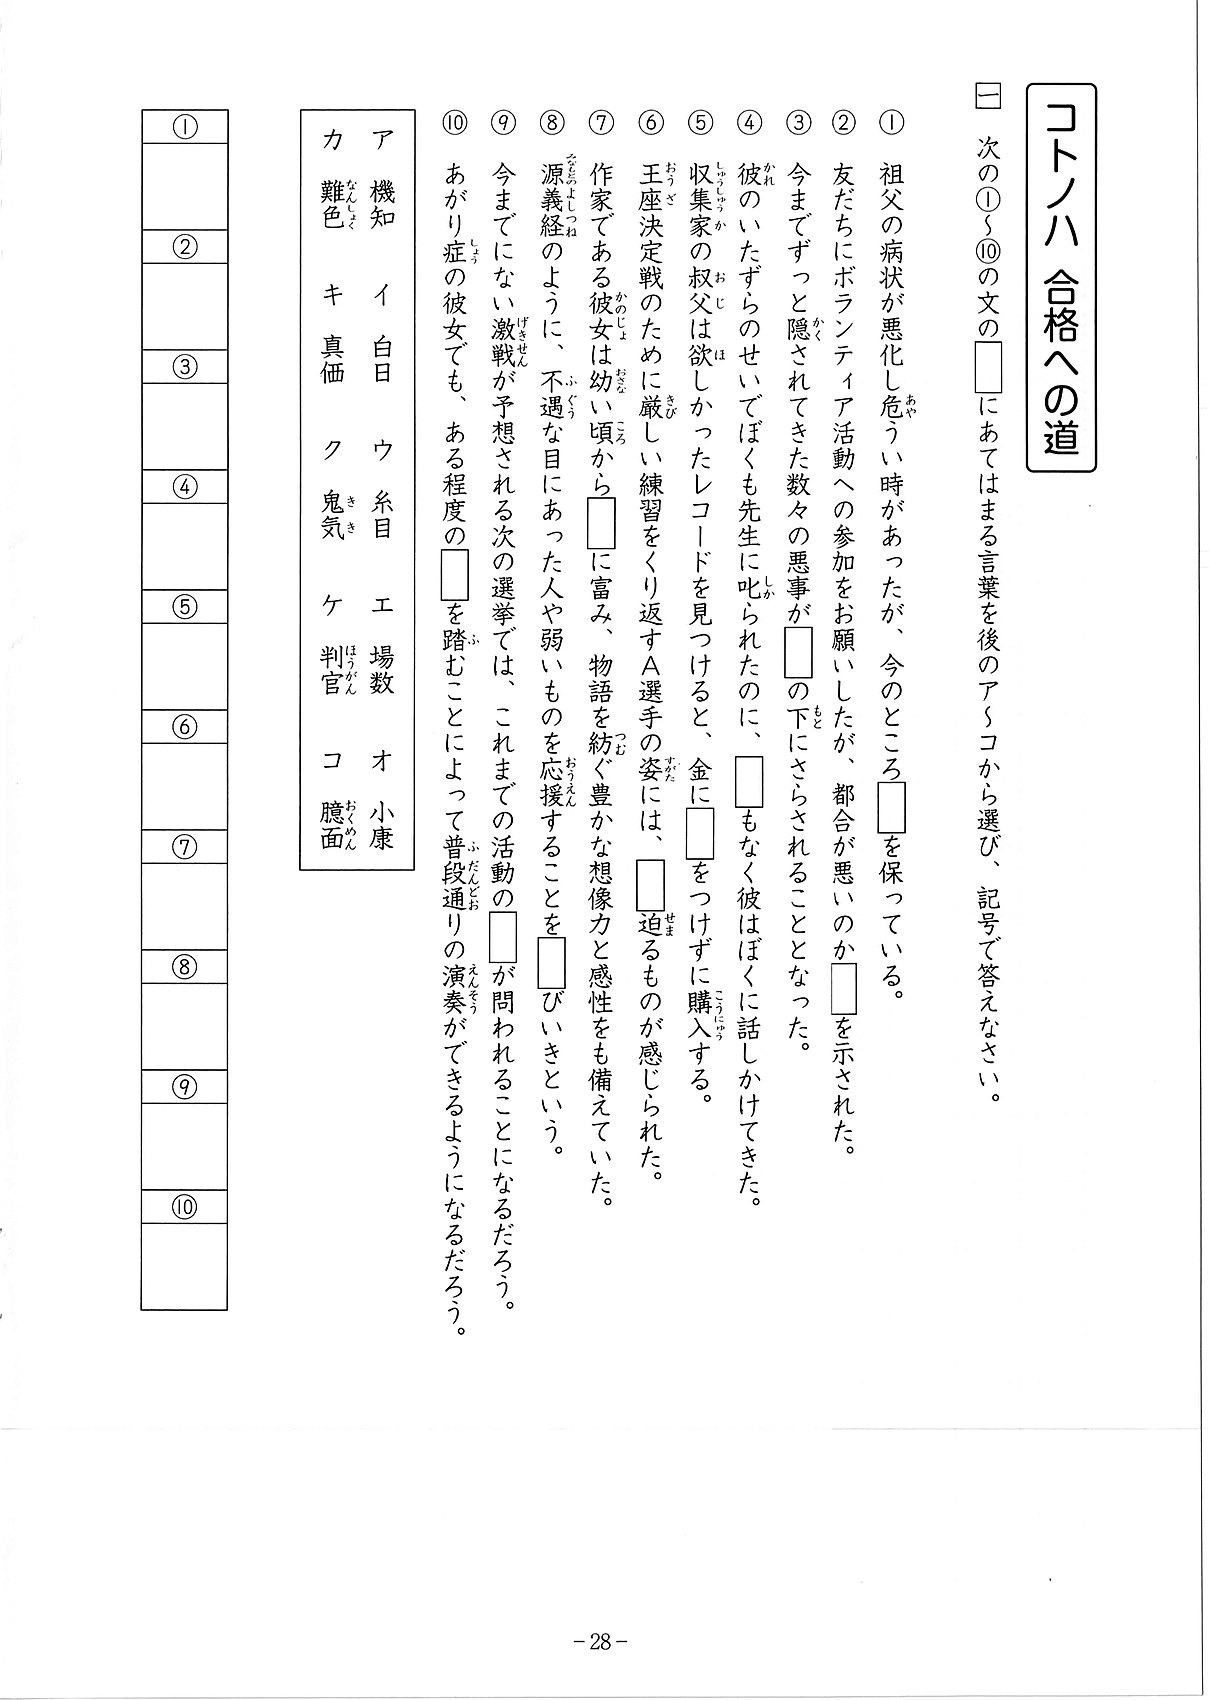 コトノハ 合格への道
一 次の①～⑩の文の□にあてはまる言葉を後のア～コから選び、記号で答えなさい。
① 祖父の病状が悪化し危うい時があったが、今のところ□を保っている。
② 友だちにボランティア活動への参加をお願いしたが、都合が悪いのか□を示された。
③ 今までずっと隠されてきた数々の悪事が□の下にさらされることとなった。
④ 彼のいたずらのせいでぼくも先生に叱られたのに、□もなく彼はぼくに話しかけてきた。
⑤ 収集家の叔父は欲しかったレコードを見つけると、金に□をつけずに購入する。
⑥ 王座決定戦のために厳しい練習をくり返すA選手の姿には、□迫るものが感じられた。
⑦ 作家である彼女は幼い頃から□に富み、物語を紡ぐ豊かな想像力と感性をも備えていた。
⑧ 源義経のように、不遇な目にあった人や弱いものを応援することを□びいきという。
⑨ 今までにない激戦が予想される次の選挙では、これまでの活動の□が問われることになるだろう。
⑩ あがり症の彼女でも、ある程度の□を踏むことによって普段通りの演奏ができるようになるだろう。
ア 機知 イ 白日 ウ 糸目 エ 場数 オ 小康
カ 難色 キ 真価 ク 鬼気 ケ 判官 コ 臆面
① ② ③ ④ ⑤ ⑥ ⑦ ⑧ ⑨ ⑩
－28－